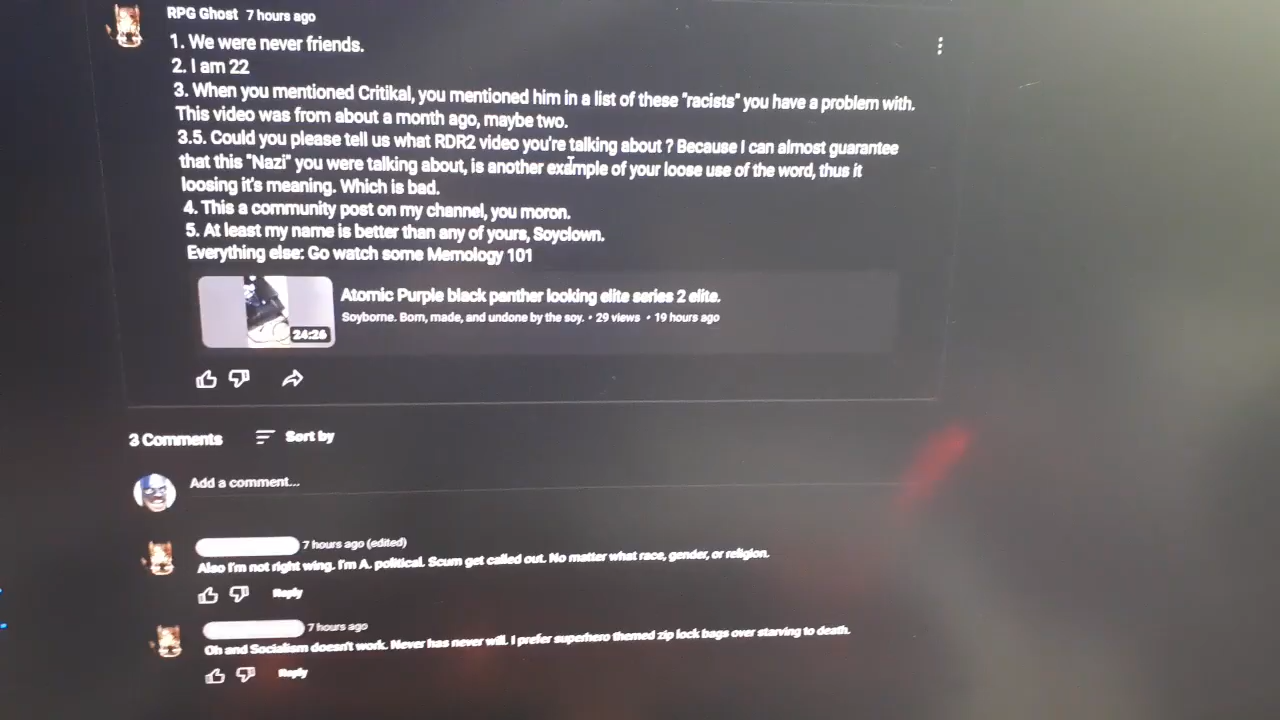 RPG Ghost 7 hours ago
1. We were never friends.
2. I am 22
3. When you mentioned Critikal, you mentioned him in a list of these "racists" you have a problem with.
This video was from about a month ago, maybe two.
3.5. Could you please tell us what RDR2 video you're talking about ? Because I can almost guarantee
that this "Nazi" you were talking about, is another example of your loose use of the word, thus it
loosing it's meaning. Which is bad.
4. This a community post on my channel, you moron.
5. At least my name is better than any of yours, Soyclown.
Everything else: Go watch some Memology 101
Atomic Purple black panther looking elite series 2 elite.
Soyborne. Born, made, and undone by the soy. • 29 views • 19 hours ago
24:26
3 Comments Sort by
Add a comment...
7 hours ago (edited)
Also I'm not right wing. I'm A. political. Scum get called out. No matter what race, gender, or religion.
Reply
7 hours ago
Oh and Socialism doesn't work. Never has never will. I prefer superhero themed zip lock bags over starving to death.
Reply